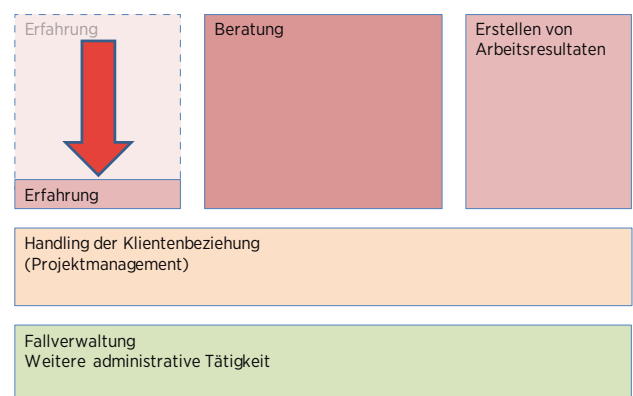 Erfahrung
Beratung
Erstellen von
Arbeitsresultaten
Erfahrung
Handling der Klientenbeziehung
(Projektmanagement)
Fallverwaltung
Weitere administrative Tätigkeit